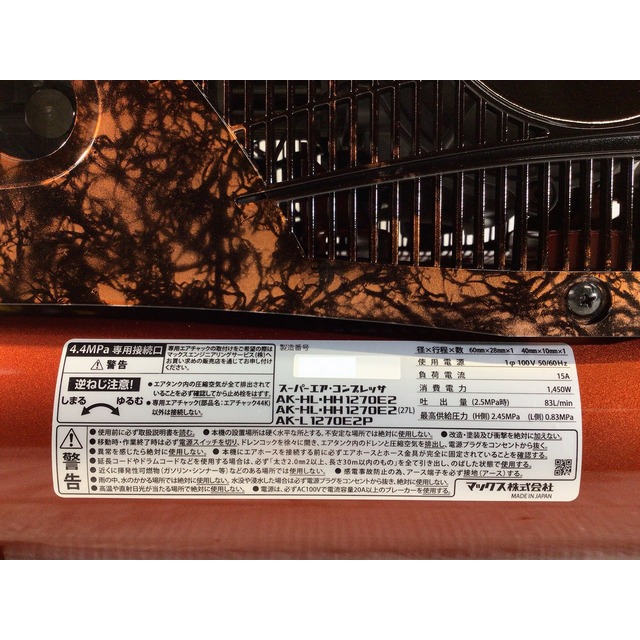 4.4MPa 専用接続口
警告
専用エアチャックの取付けをご希望の際は
マックスエンジニアリングサービス(株)へ
お買い求めの販売店を通じてご相談
ください。
逆ねじ注意!
しまる ゆるむ
エアタンク内の圧縮空気が全て排出されて
いることを必ず確認してから止栓をはずすこと。
専用エアチャック(部品名:エアチャック44K)
以外は取付けないでください。
製造番号
スーパーエア・コンプレッサ
AK-HL・HH1270E2
AK-HL・HH1270E2(27L)
AK-L1270E2P
径×行程×数 60mm×28mm×1 40mm×10mm×1
使用電源 1φ100V 50/60Hz
負荷電流 15A
消費電力 1,450W
吐出量 (2.5MPa時) 83L/min
最高供給圧力 (H側) 2.45MPa (L側) 0.83MPa
警告
●取扱説明書を必ず読む。 ●本機の設置場所は硬く水平な所とする。不安定な場所では使用しない。 ●改造・塗装及び衝撃を絶対に加えない。
●移動時・作業終了時は必ず電源スイッチを切り、ドレンコックを徐々に開き、エアタンク内のドレンと圧縮空気を排出し、電源プラグをコンセントから抜く。
●異常を感じたら絶対に使用しない。 ●本機にエアホースを接続する前に必ずエアホースとホース金具が完全に固定されていることを確認する。
●延長コードやドラムコードなどを使用する場合は、必ず「太さ2.0m㎡以上、長さ30m以内のもの」を全て引き出し、のばした状態で使用する。
●近くに揮発性可燃物(ガソリン・シンナー等)などのある場所では使用しない。 ●感電事故防止の為、アース端子を必ず接地(アース)する。
●雨の中、水のかかる場所では絶対に使用しない。水没や浸水した場合は必ず電源プラグをコンセントから抜き、絶対に使用しない。
●高温や直射日光が当たる場所では使用しない。 ●電源は、必ずAC100Vで電流容量20A以上のブレーカーを使用する。
マックス株式会社
MADE IN JAPAN